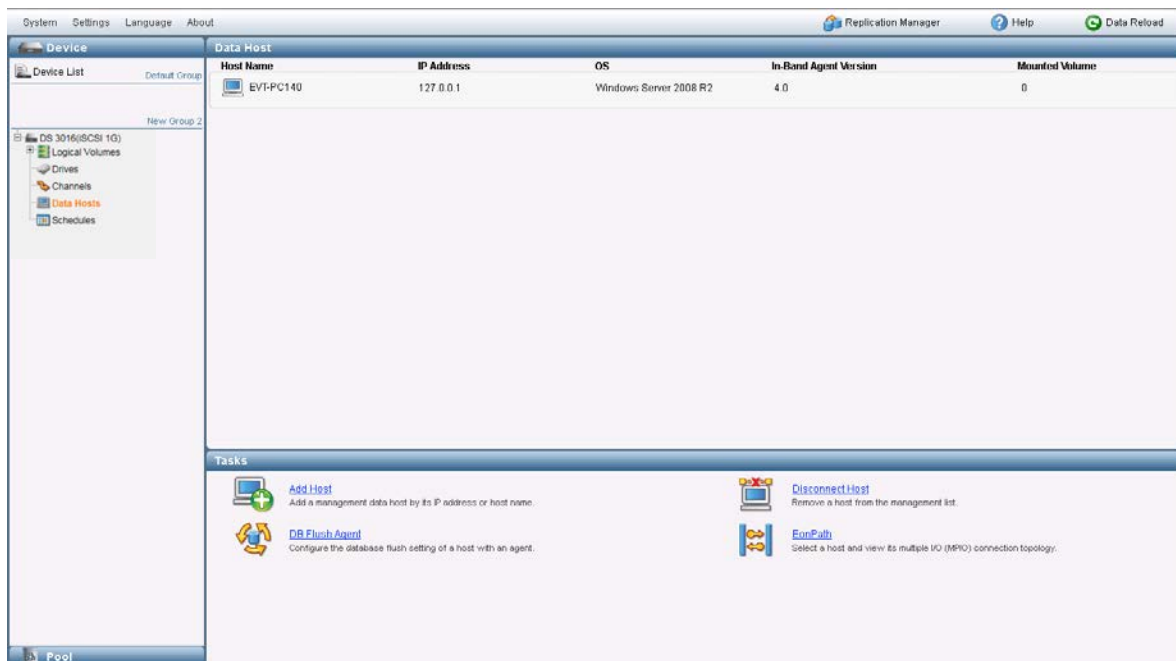 System Settings Language About Replication Manager Help Data Reload
Device
Device List
Default Group
New Group 2
DS 3016(iSCSI 1G)
Logical Volumes
Drives
Channels
Data Hosts
Schedules
Pool
Data Host
Host Name IP Address OS In-Band Agent Version Mounted Volume
EVT-PC140 127.0.0.1 Windows Server 2008 R2 4.0 0
Tasks
Add Host
Add a management data host by its IP address or host name.
Disconnect Host
Remove a host from the management list.
DB Flush Agent
Configure the database flush setting of a host with an agent.
EonPath
Select a host and view its multiple I/O (MPIO) connection topology.